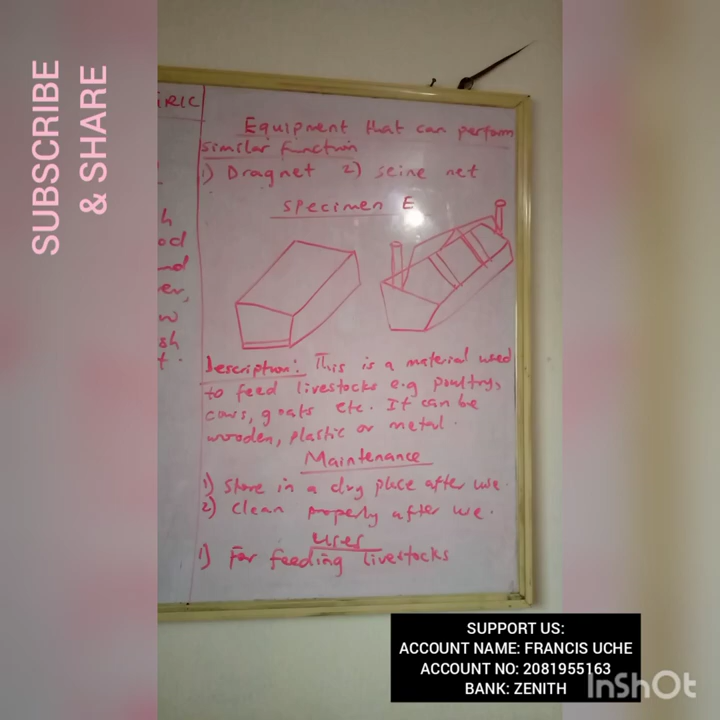 SUBSCRIBE
& SHARE
Equipment that can perform
similar function
1) Dragnet 2) seine net
specimen E
Description: This is a material used
to feed livestocks e.g poultry,
cows, goats etc. It can be
wooden, plastic or metal.
Maintenance
1) Store in a dry place after use.
2) Clean properly after use.
uses
1) For feeding livestocks
SUPPORT US:
ACCOUNT NAME: FRANCIS UCHE
ACCOUNT NO: 2081955163
BANK: ZENITH
InShOt